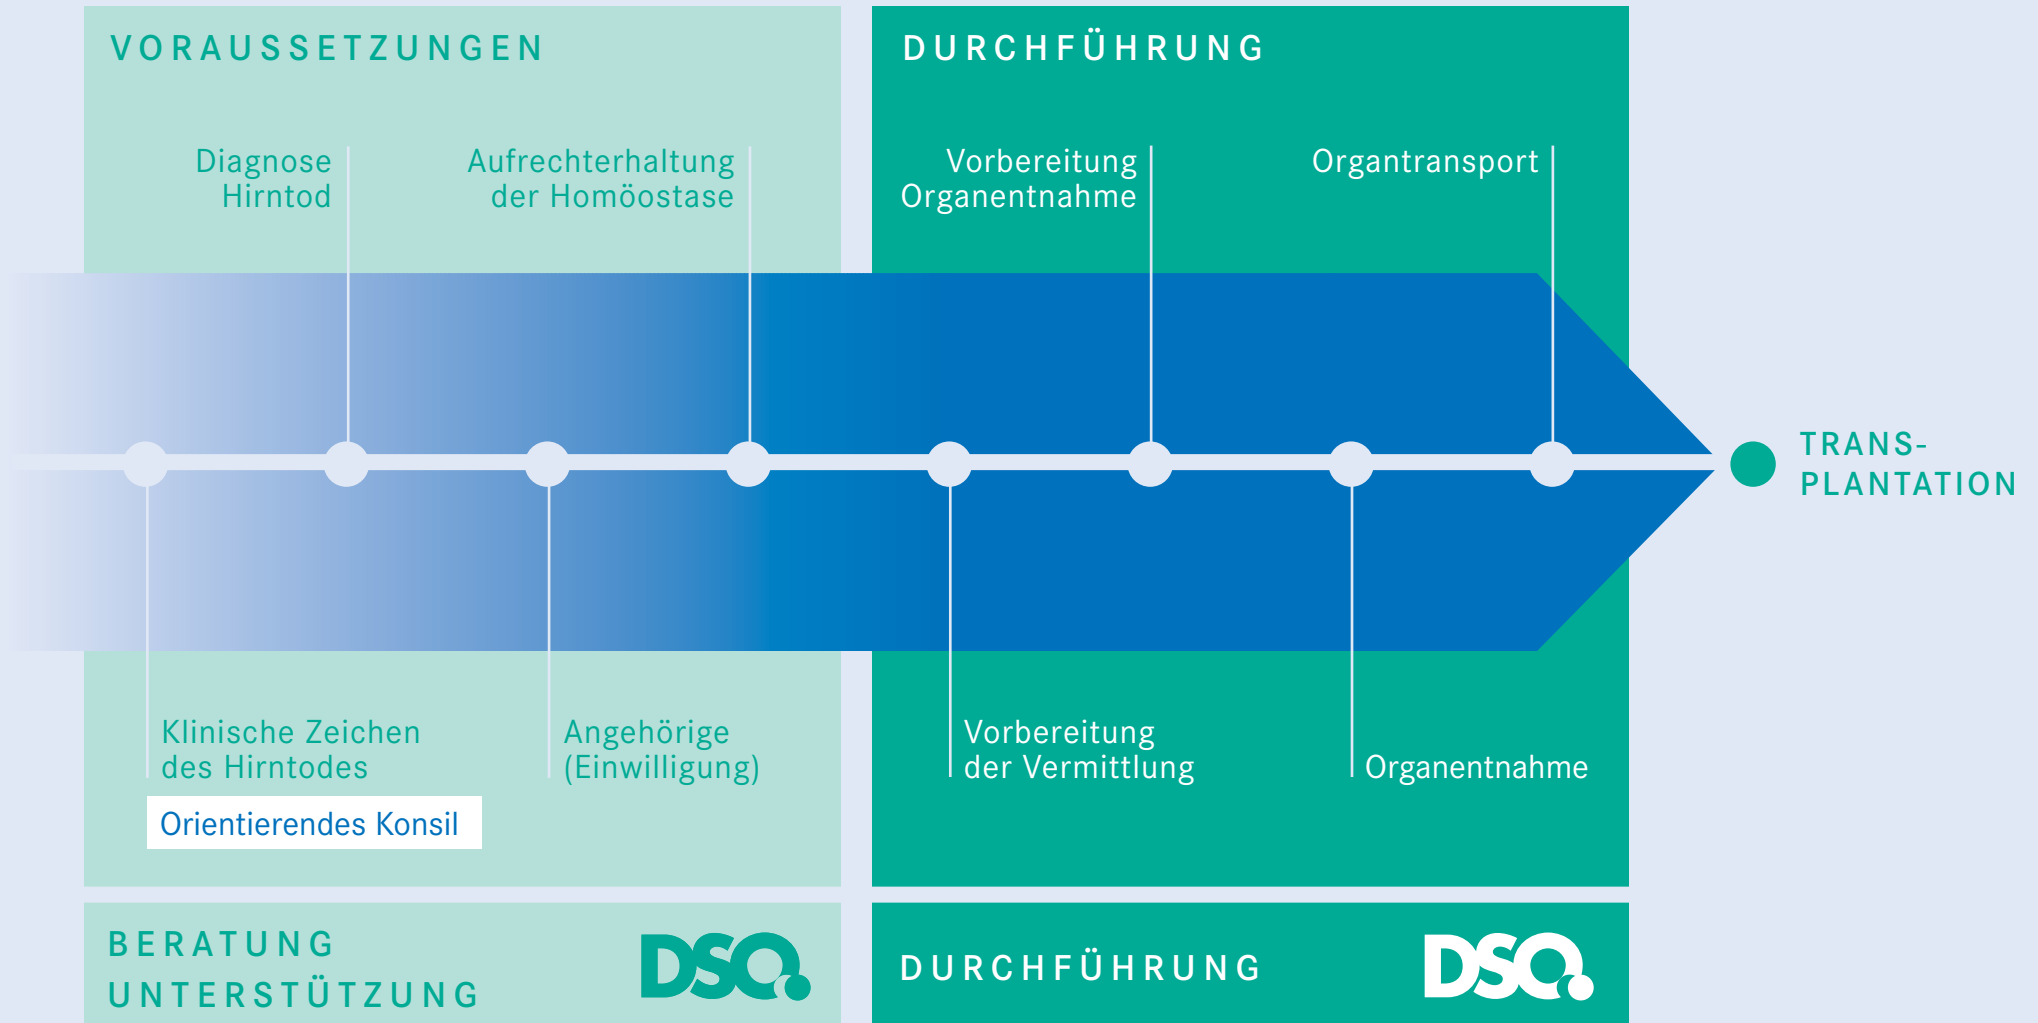 VORAUSSETZUNGEN
Diagnose
Hirntod
Aufrechterhaltung
der Homöostase
Klinische Zeichen
des Hirntodes
Orientierendes Konsil
Angehörige
(Einwilligung)
BERATUNG
UNTERSTÜTZUNG
DSO
DURCHFÜHRUNG
Vorbereitung
Organentnahme
Organtransport
Vorbereitung
der Vermittlung
Organentnahme
DURCHFÜHRUNG
DSO
TRANS-
PLANTATION